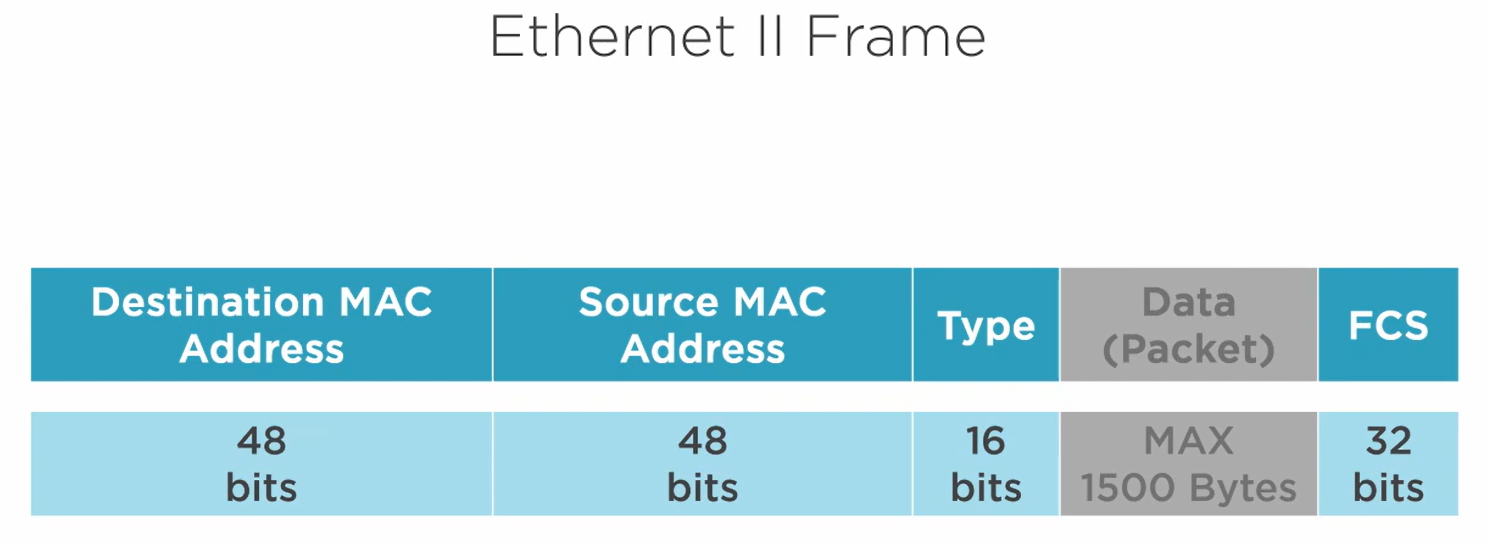 Ethernet II Frame
Destination MAC
Address
Source MAC
Address
Type
Data
(Packet)
FCS
48
bits
48
bits
16
bits
MAX
1500 Bytes
32
bits